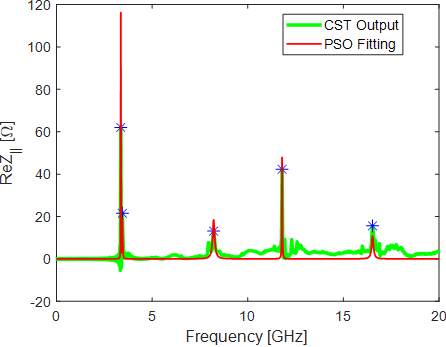 120
100
80
60
40
20
0
-20
0 5 10 15 20
ReZ|| [Ω]
Frequency [GHz]
CST Output
PSO Fitting